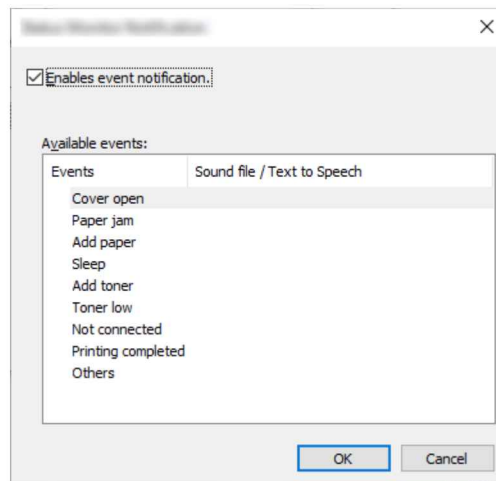 Enables event notification.
Available events:
Events Sound file / Text to Speech
Cover open
Paper jam
Add paper
Sleep
Add toner
Toner low
Not connected
Printing completed
Others
OK Cancel